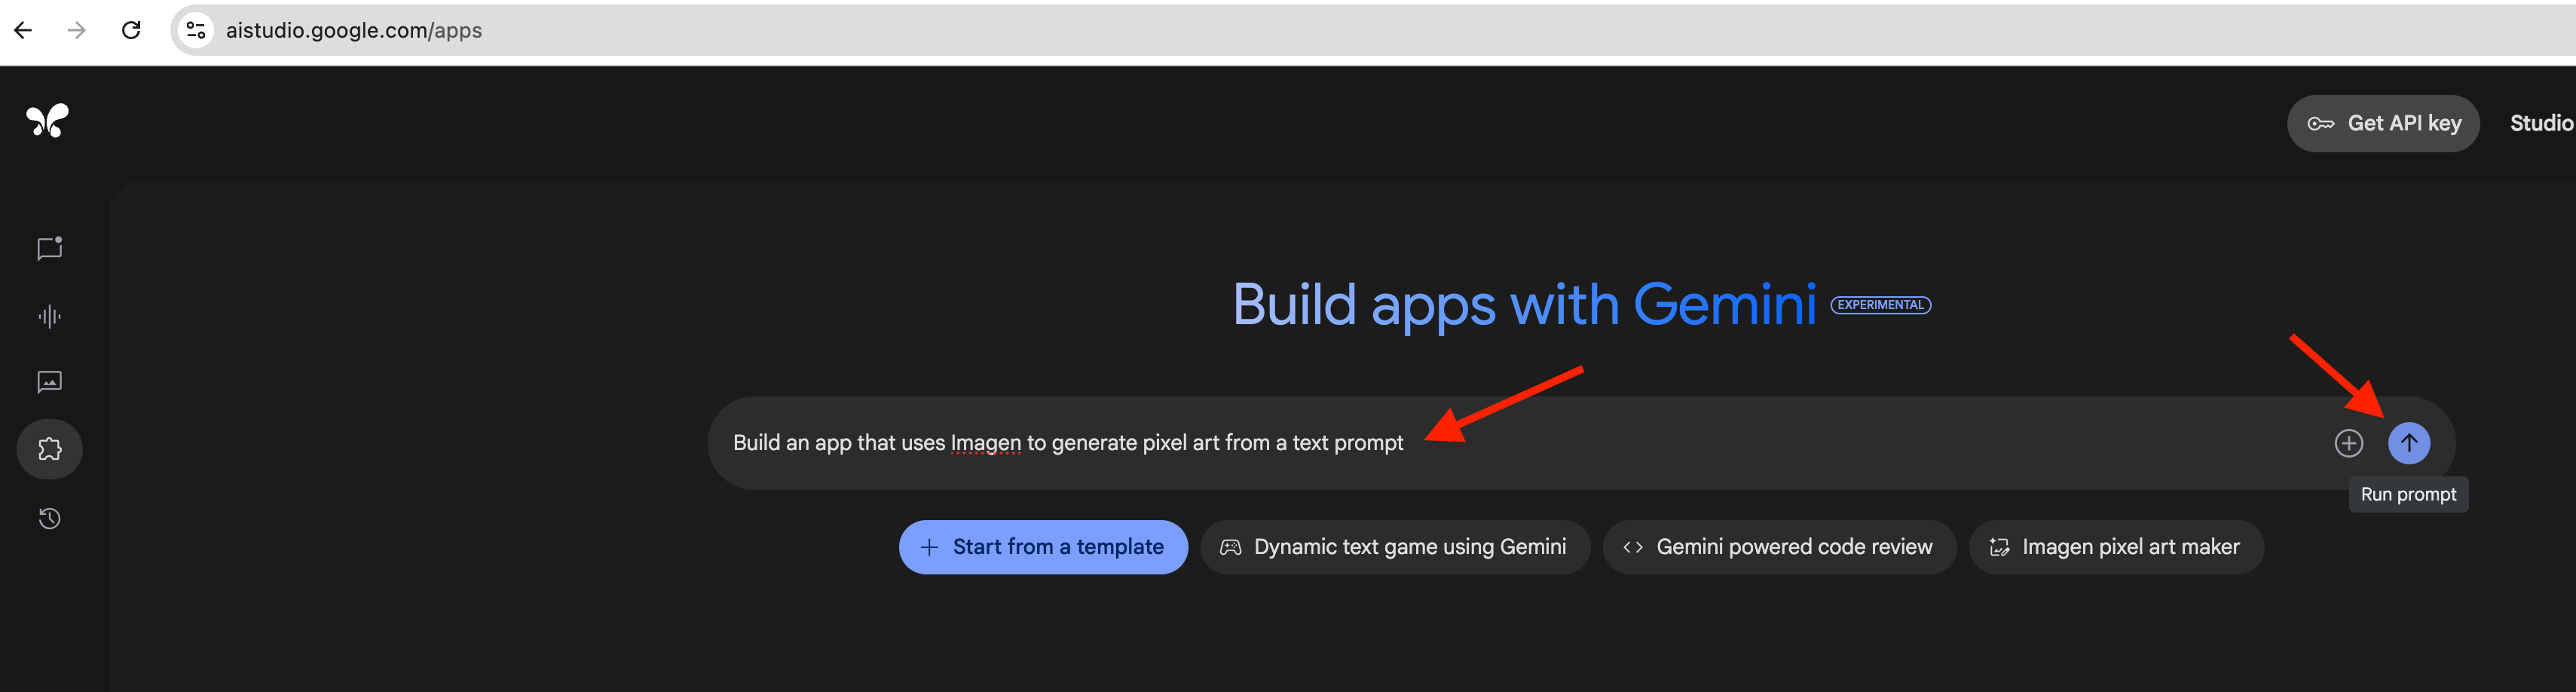 aistudio.google.com/apps
Get API key
Studio
Build apps with Gemini EXPERIMENTAL
Build an app that uses Imagen to generate pixel art from a text prompt
Run prompt
Start from a template
Dynamic text game using Gemini
Gemini powered code review
Imagen pixel art maker